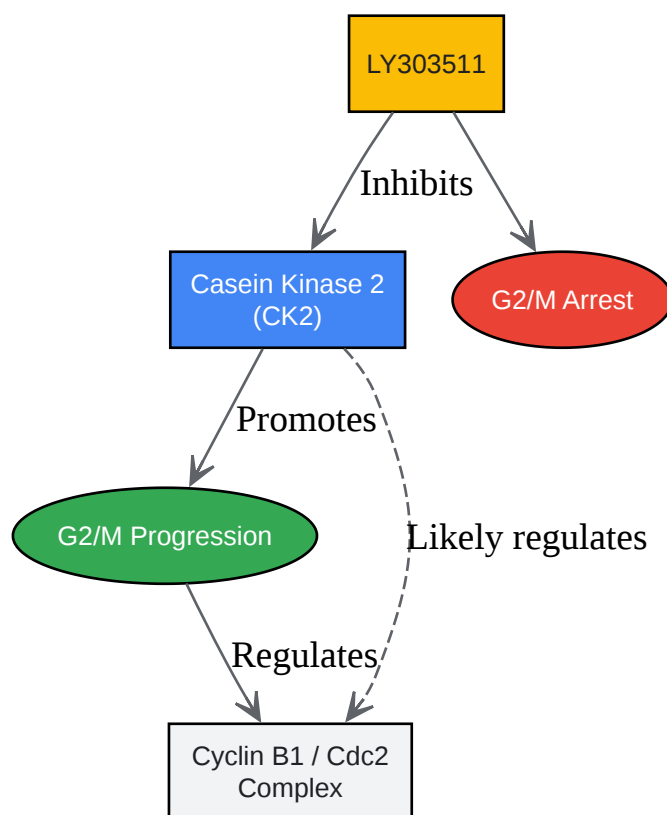 LY303511
Inhibits
Casein Kinase 2
(CK2)
G2/M Arrest
Promotes
G2/M Progression
Likely regulates
Regulates
Cyclin B1 / Cdc2
Complex